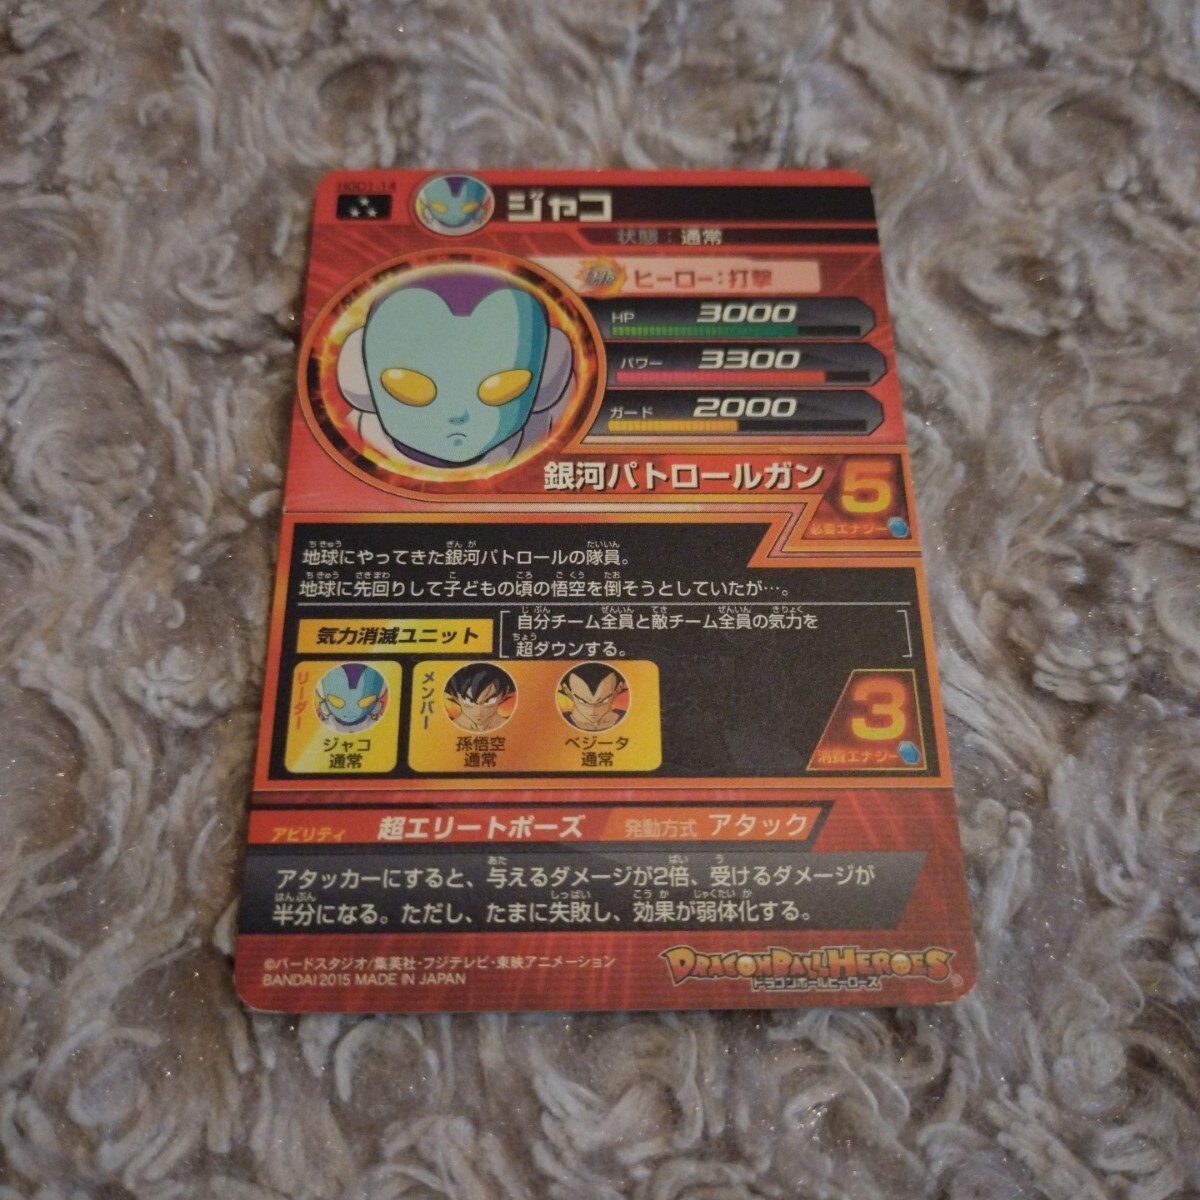 HGD1-14
ジャコ
状態：通常
ヒーロー：打撃
HP 3000
パワー 3300
ガード 2000
銀河パトロールガン
5
必要エナジー
地球にやってきた銀河パトロールの隊員。
地球に先回りして子どもの頃の悟空を倒そうとしていたが…。
気力消滅ユニット
自分チーム全員と敵チーム全員の気力を
超ダウンする。
リーダー
ジャコ
通常
メンバー
孫悟空
通常
ベジータ
通常
3
消費エナジー
アビリティ 超エリートポーズ 発動方式 アタック
アタッカーにすると、与えるダメージが2倍、受けるダメージが
半分になる。ただし、たまに失敗し、効果が弱体化する。
©バードスタジオ/集英社・フジテレビ・東映アニメーション
BANDAI 2015 MADE IN JAPAN
DRAGONBALL HEROES
ドラゴンボールヒーローズ